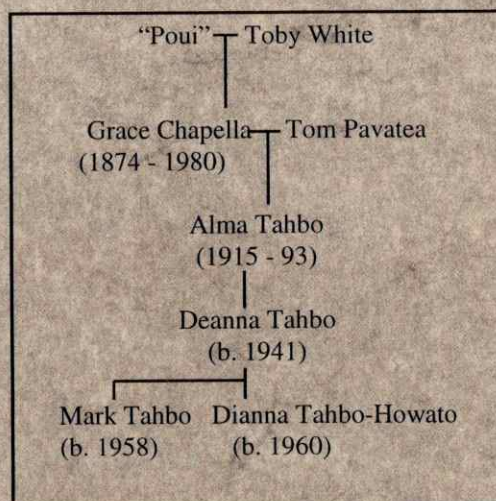 “Poui” Toby White
Grace Chapella Tom Pavatea
(1874 - 1980)
Alma Tahbo
(1915 - 93)
Deanna Tahbo
(b. 1941)
Mark Tahbo Dianna Tahbo-Howato
(b. 1958) (b. 1960)